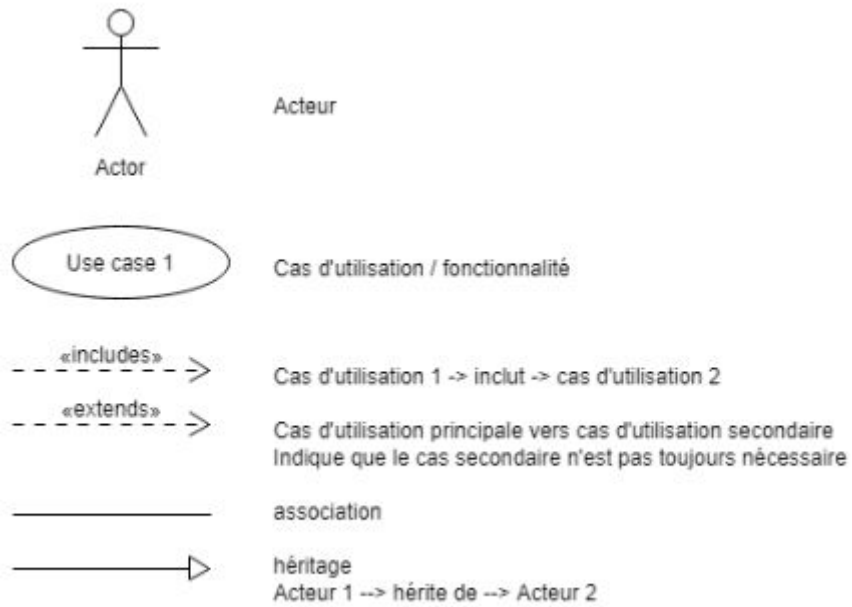 Acteur
Actor
Use case 1
Cas d'utilisation / fonctionnalité
«includes»
Cas d'utilisation 1 -> inclut -> cas d'utilisation 2
«extends»
Cas d'utilisation principale vers cas d'utilisation secondaire
Indique que le cas secondaire n'est pas toujours nécessaire
association
héritage
Acteur 1 --> hérite de --> Acteur 2